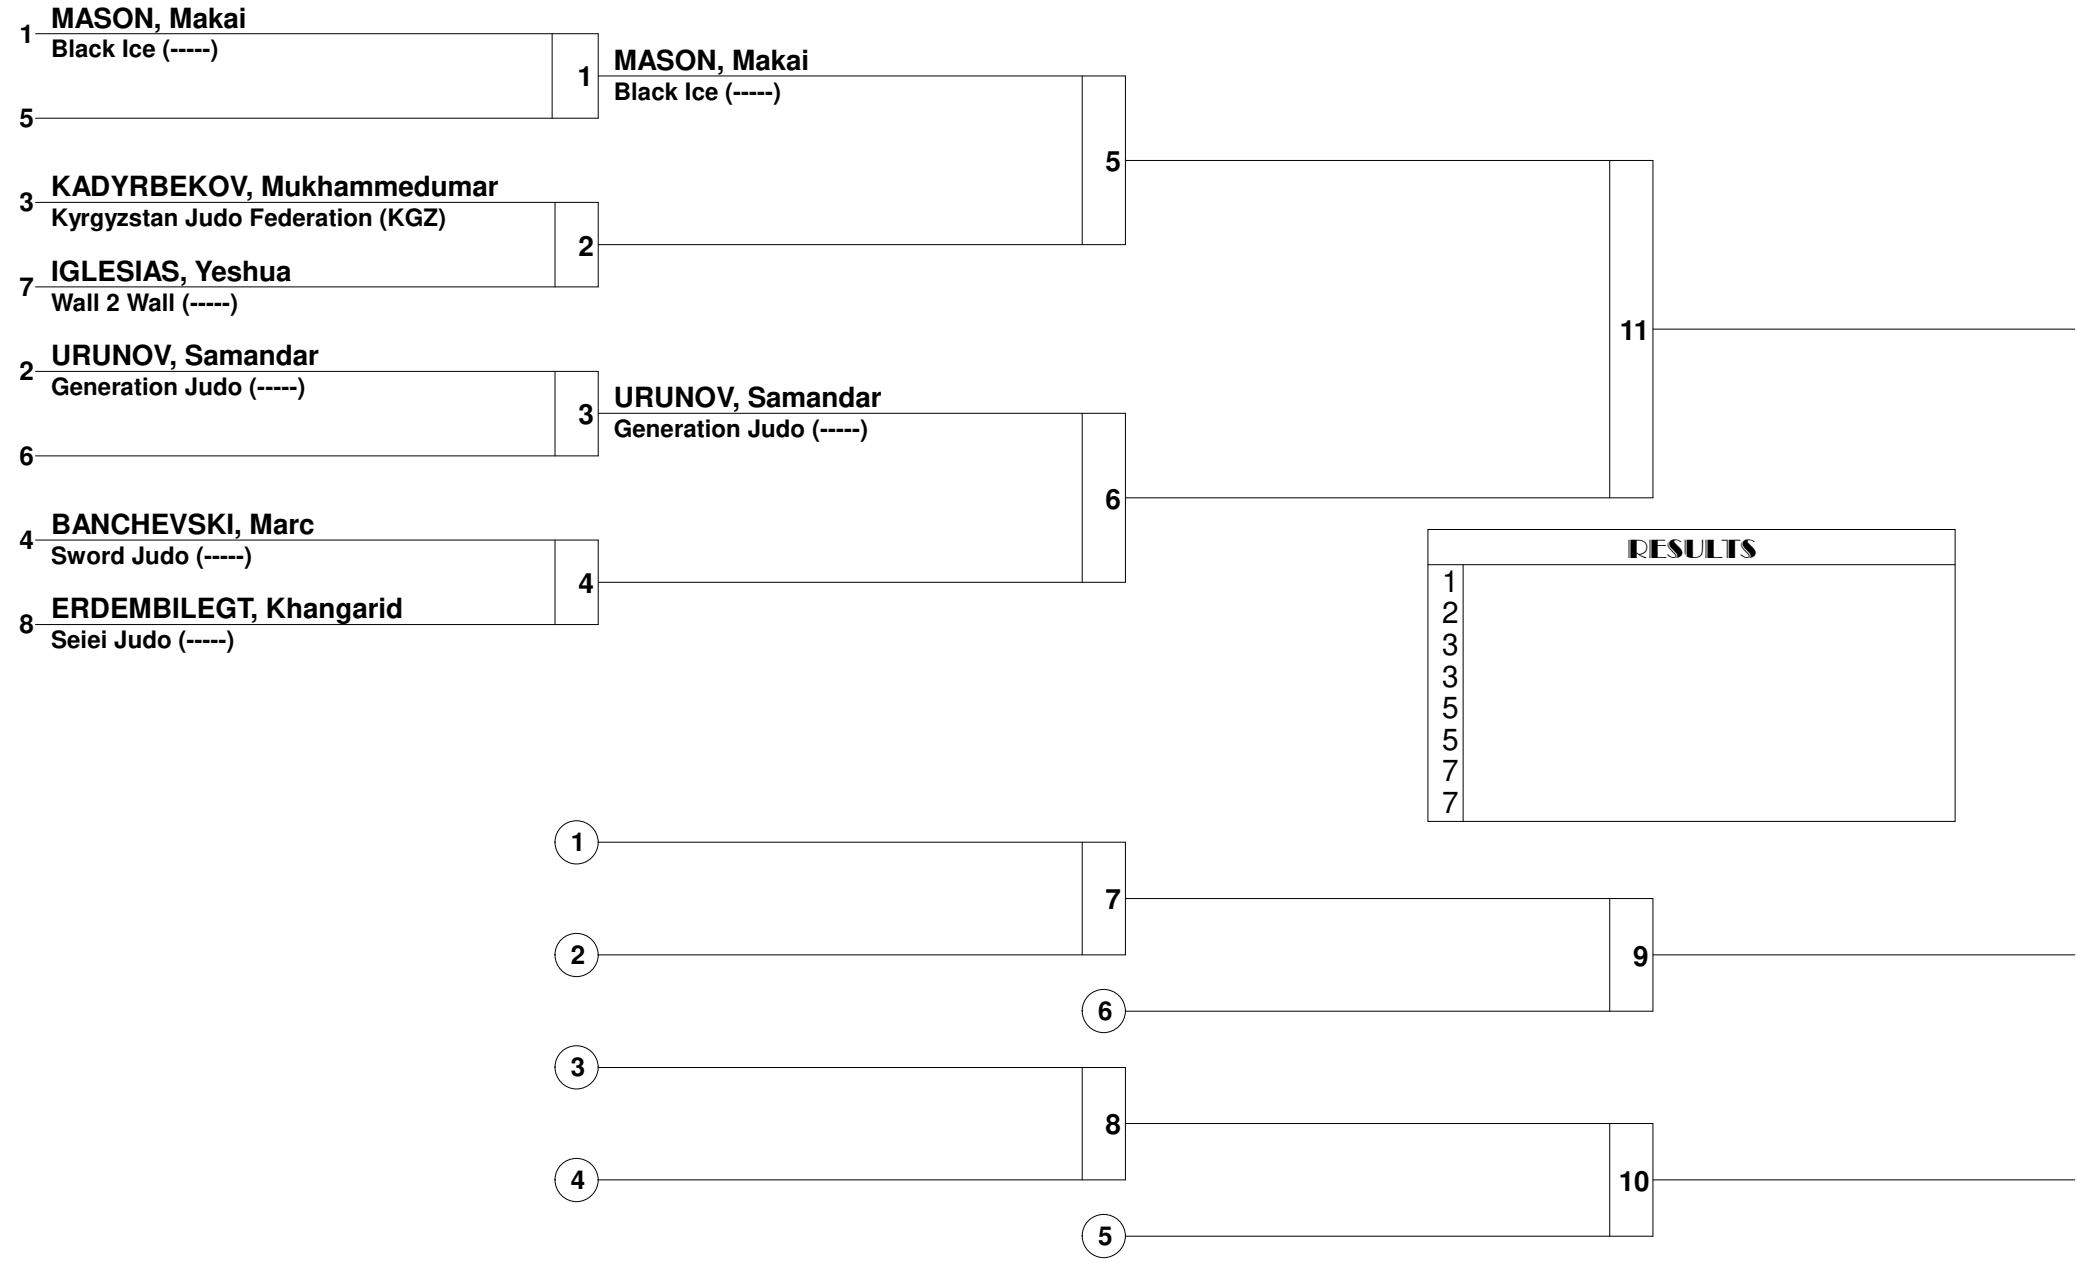 MASON, Makai
1
Black Ice (-----)
1
MASON, Makai
Black Ice (-----)
5
5
KADYRBEKOV, Mukhammedumar
3
Kyrgyzstan Judo Federation (KGZ)
2
IGLESIAS, Yeshua
7
Wall 2 Wall (-----)
11
URUNOV, Samandar
2
Generation Judo (-----)
3
URUNOV, Samandar
Generation Judo (-----)
6
6
BANCHEVSKI, Marc
4
Sword Judo (-----)
4
ERDEMBILEGT, Khangarid
8
Seiei Judo (-----)
RESULTS
1
2
3
3
5
5
7
7
1
7
2
9
6
3
8
4
10
5